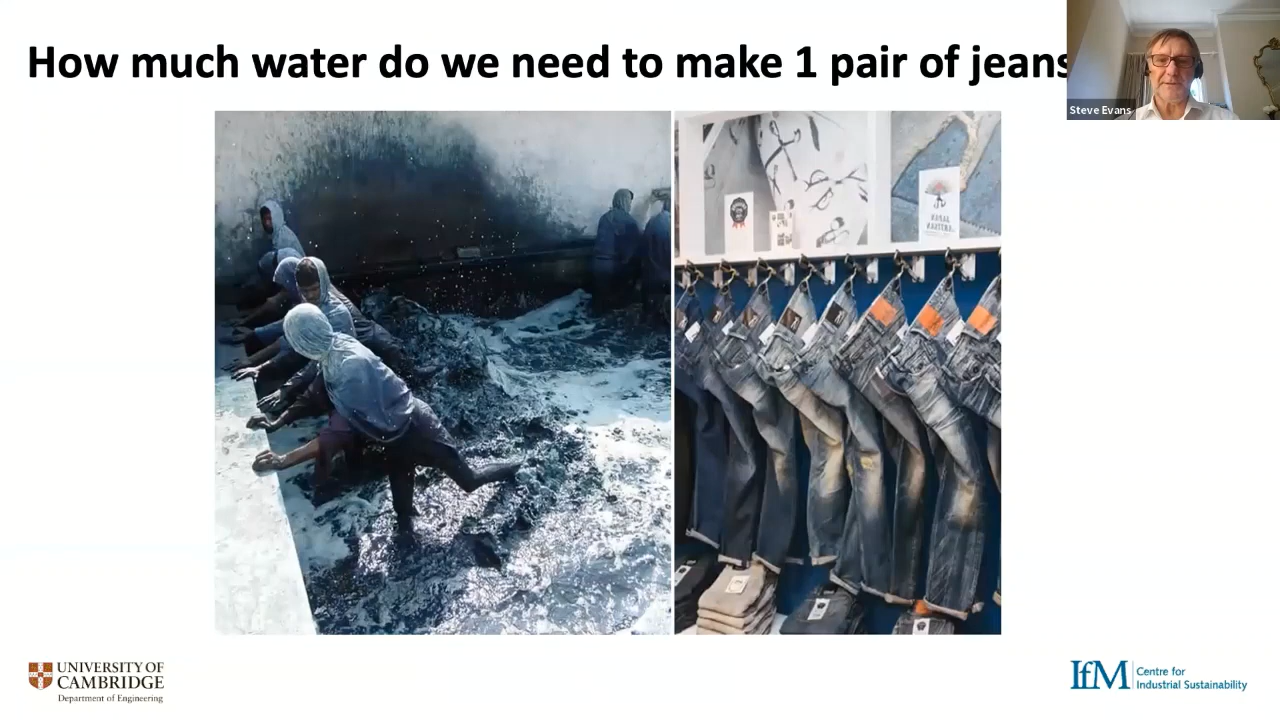 How much water do we need to make 1 pair of jeans
Steve Evans
UNIVERSITY OF
CAMBRIDGE
Department of Engineering
IfM
Centre for
Industrial Sustainability